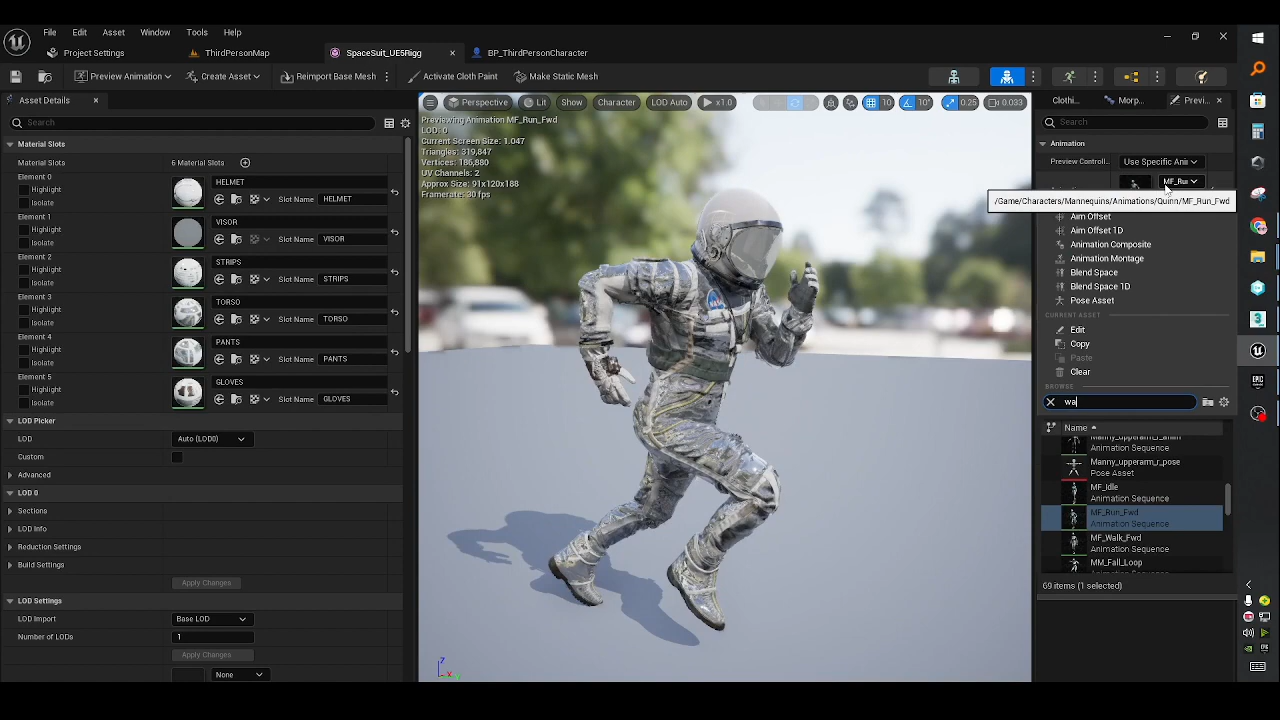 File Edit Asset Window Tools Help
Project Settings ThirdPersonMap SpaceSuit_UE5Rigg BP_ThirdPersonCharacter
Preview Animation Create Asset Reimport Base Mesh Activate Cloth Paint Make Static Mesh
Asset Details
Search
Material Slots
Material Slots 6 Material Slots
Element 0 HELMET
Highlight
Isolate
Slot Name HELMET
Element 1 VISOR
Highlight
Isolate
Slot Name VISOR
Element 2 STRIPS
Highlight
Isolate
Slot Name STRIPS
Element 3 TORSO
Highlight
Isolate
Slot Name TORSO
Element 4 PANTS
Highlight
Isolate
Slot Name PANTS
Element 5 GLOVES
Highlight
Isolate
Slot Name GLOVES
LOD Picker
LOD Auto (LOD0)
Custom
Advanced
LOD 0
Sections
LOD Info
Reduction Settings
Build Settings
Apply Changes
LOD Settings
LOD Import Base LOD
Number of LODs 1
Apply Changes
None
Perspective Lit Show Character LOD Auto x1.0 10 10° 0.25 0.033
Previewing Animation MF_Run_Fwd
LOD: 0
Current Screen Size: 1.047
Triangles: 319,847
Vertices: 186,880
UV Channels: 2
Approx Size: 91x120x188
Framerate: 30 fps
Z
X Y
Clothi... Morp... Previ...
Search
Animation
Preview Controll... Use Specific Ani
MF_Ru
/Game/Characters/Mannequins/Animations/Quinn/MF_Run_Fwd
Aim Offset
Aim Offset 1D
Animation Composite
Animation Montage
Blend Space
Blend Space 1D
Pose Asset
CURRENT ASSET
Edit
Copy
Paste
Clear
BROWSE
wa
Name
Manny_upperarm_r_anim
Animation Sequence
Manny_upperarm_r_pose
Pose Asset
MF_Idle
Animation Sequence
MF_Run_Fwd
Animation Sequence
MF_Walk_Fwd
Animation Sequence
MM_Fall_Loop
69 items (1 selected)